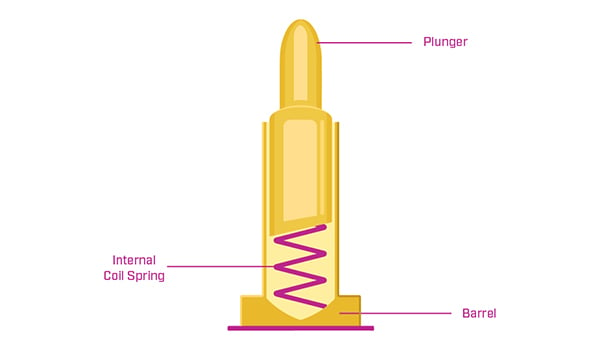 Plunger
Internal
Coil Spring
Barrel